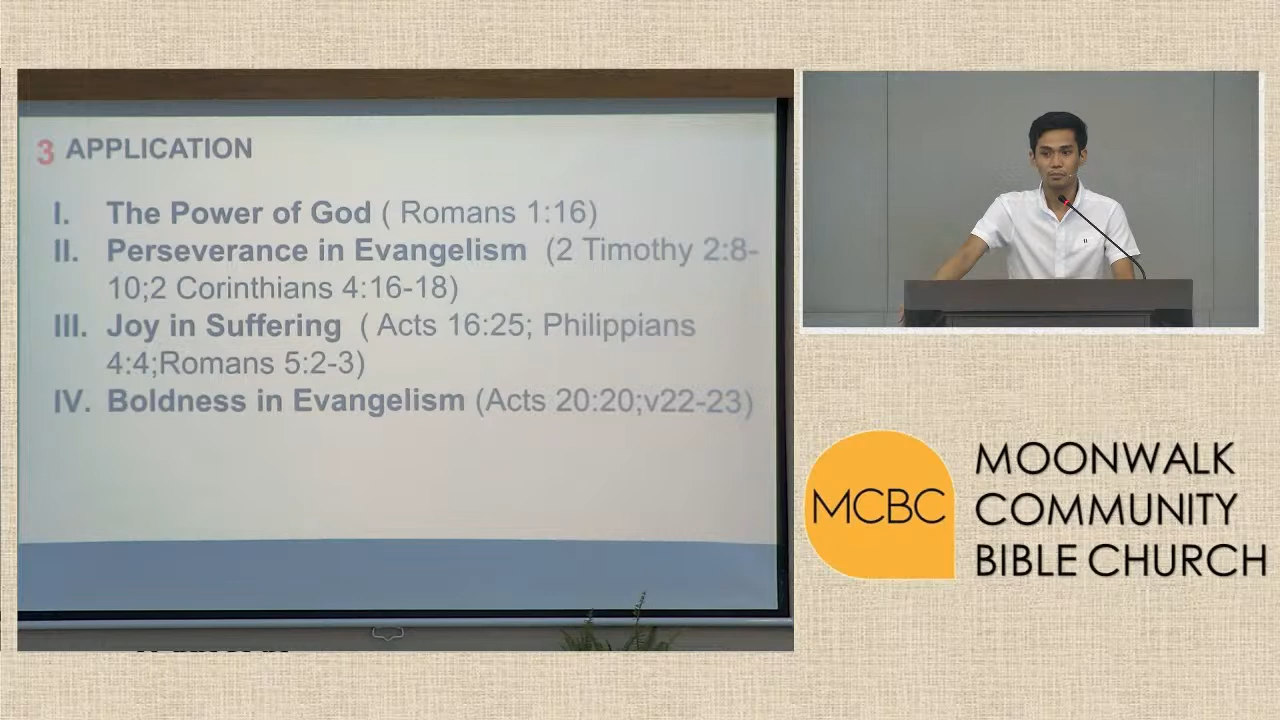 3 APPLICATION
I. The Power of God ( Romans 1:16)
II. Perseverance in Evangelism (2 Timothy 2:8-
10;2 Corinthians 4:16-18)
III. Joy in Suffering ( Acts 16:25; Philippians
4:4;Romans 5:2-3)
IV. Boldness in Evangelism (Acts 20:20;v22-23)
MCBC
MOONWALK
COMMUNITY
BIBLE CHURCH